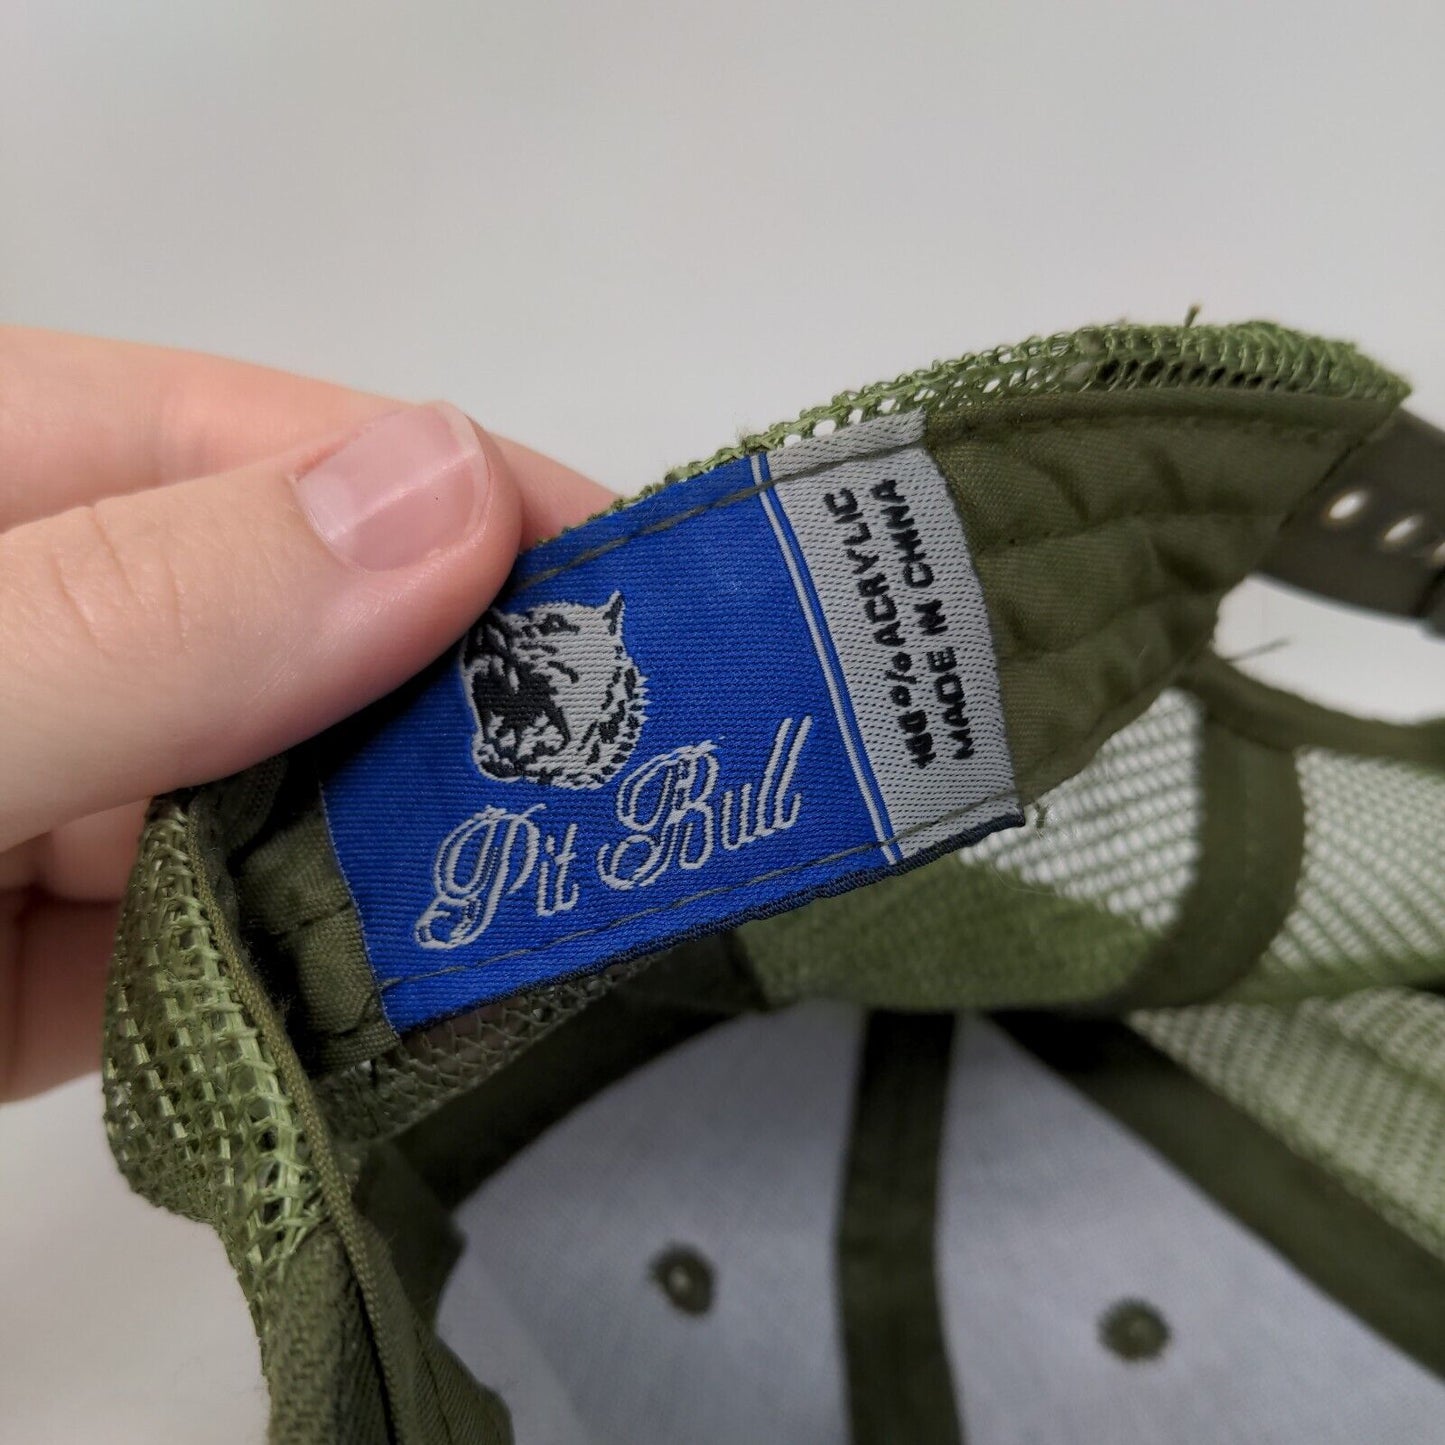 Pit Bull
100% ACRYLIC
MADE IN CHINA